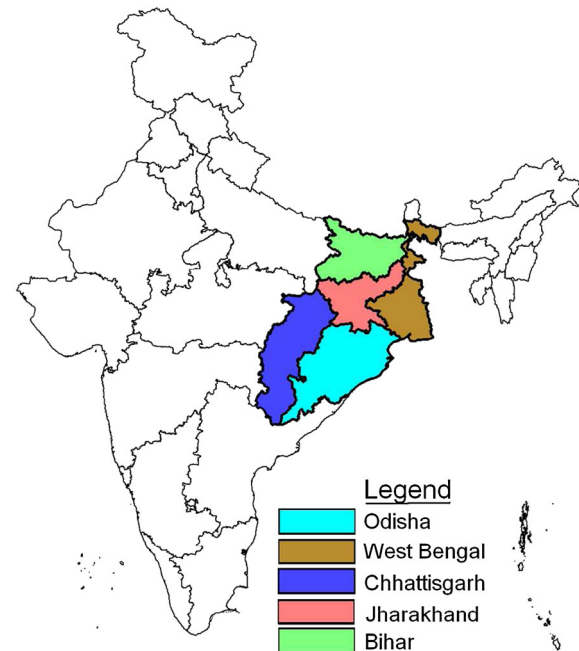 Legend
Odisha
West Bengal
Chhattisgarh
Jharakhand
Bihar